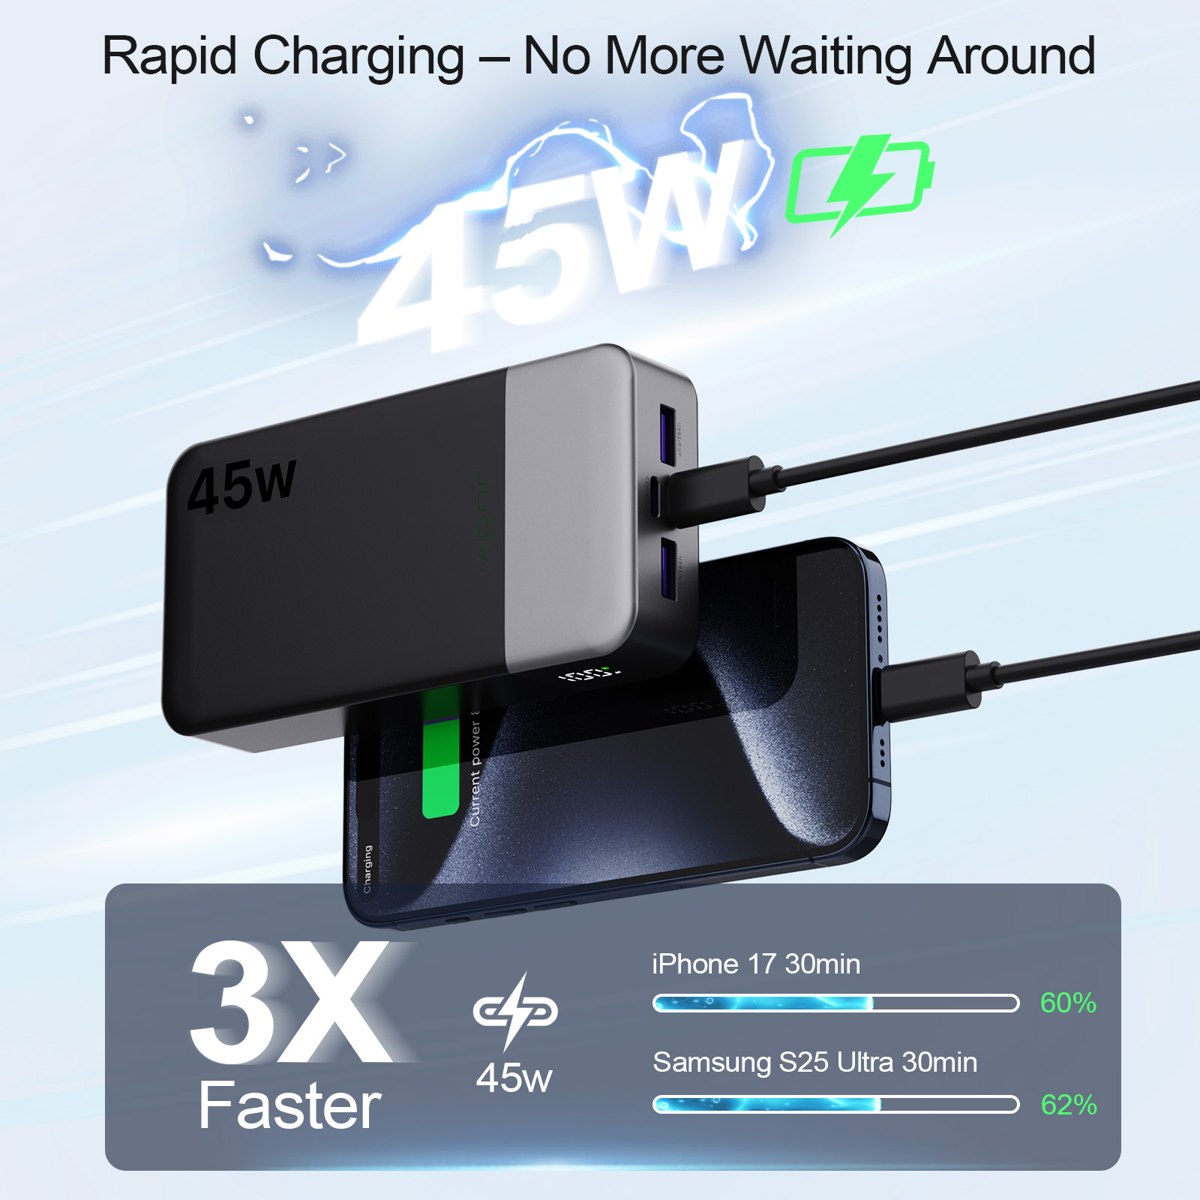 Rapid Charging – No More Waiting Around
45W
45W
100
Current power
Charging
3X
Faster
45W
iPhone 17 30min
60%
Samsung S25 Ultra 30min
62%